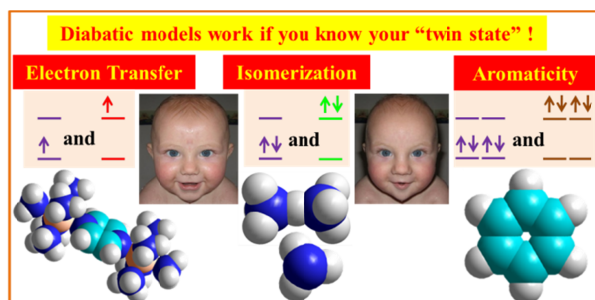 Diabatic models work if you know your “twin state” !
Electron Transfer
Isomerization
Aromaticity
and
and
and